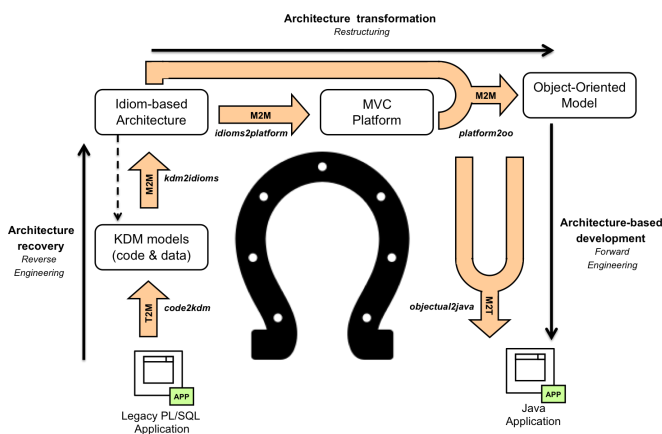 Architecture transformation
Restructuring
Idiom-based
Architecture
M2M
idioms2platform
MVC
Platform
M2M
platform2oo
Object-Oriented
Model
M2M
kdm2idioms
Architecture
recovery
Reverse
Engineering
KDM models
(code & data)
Architecture-based
development
Forward
Engineering
T2M
code2kdm
objectual2java
M2T
APP
Legacy PL/SQL
Application
APP
Java
Application